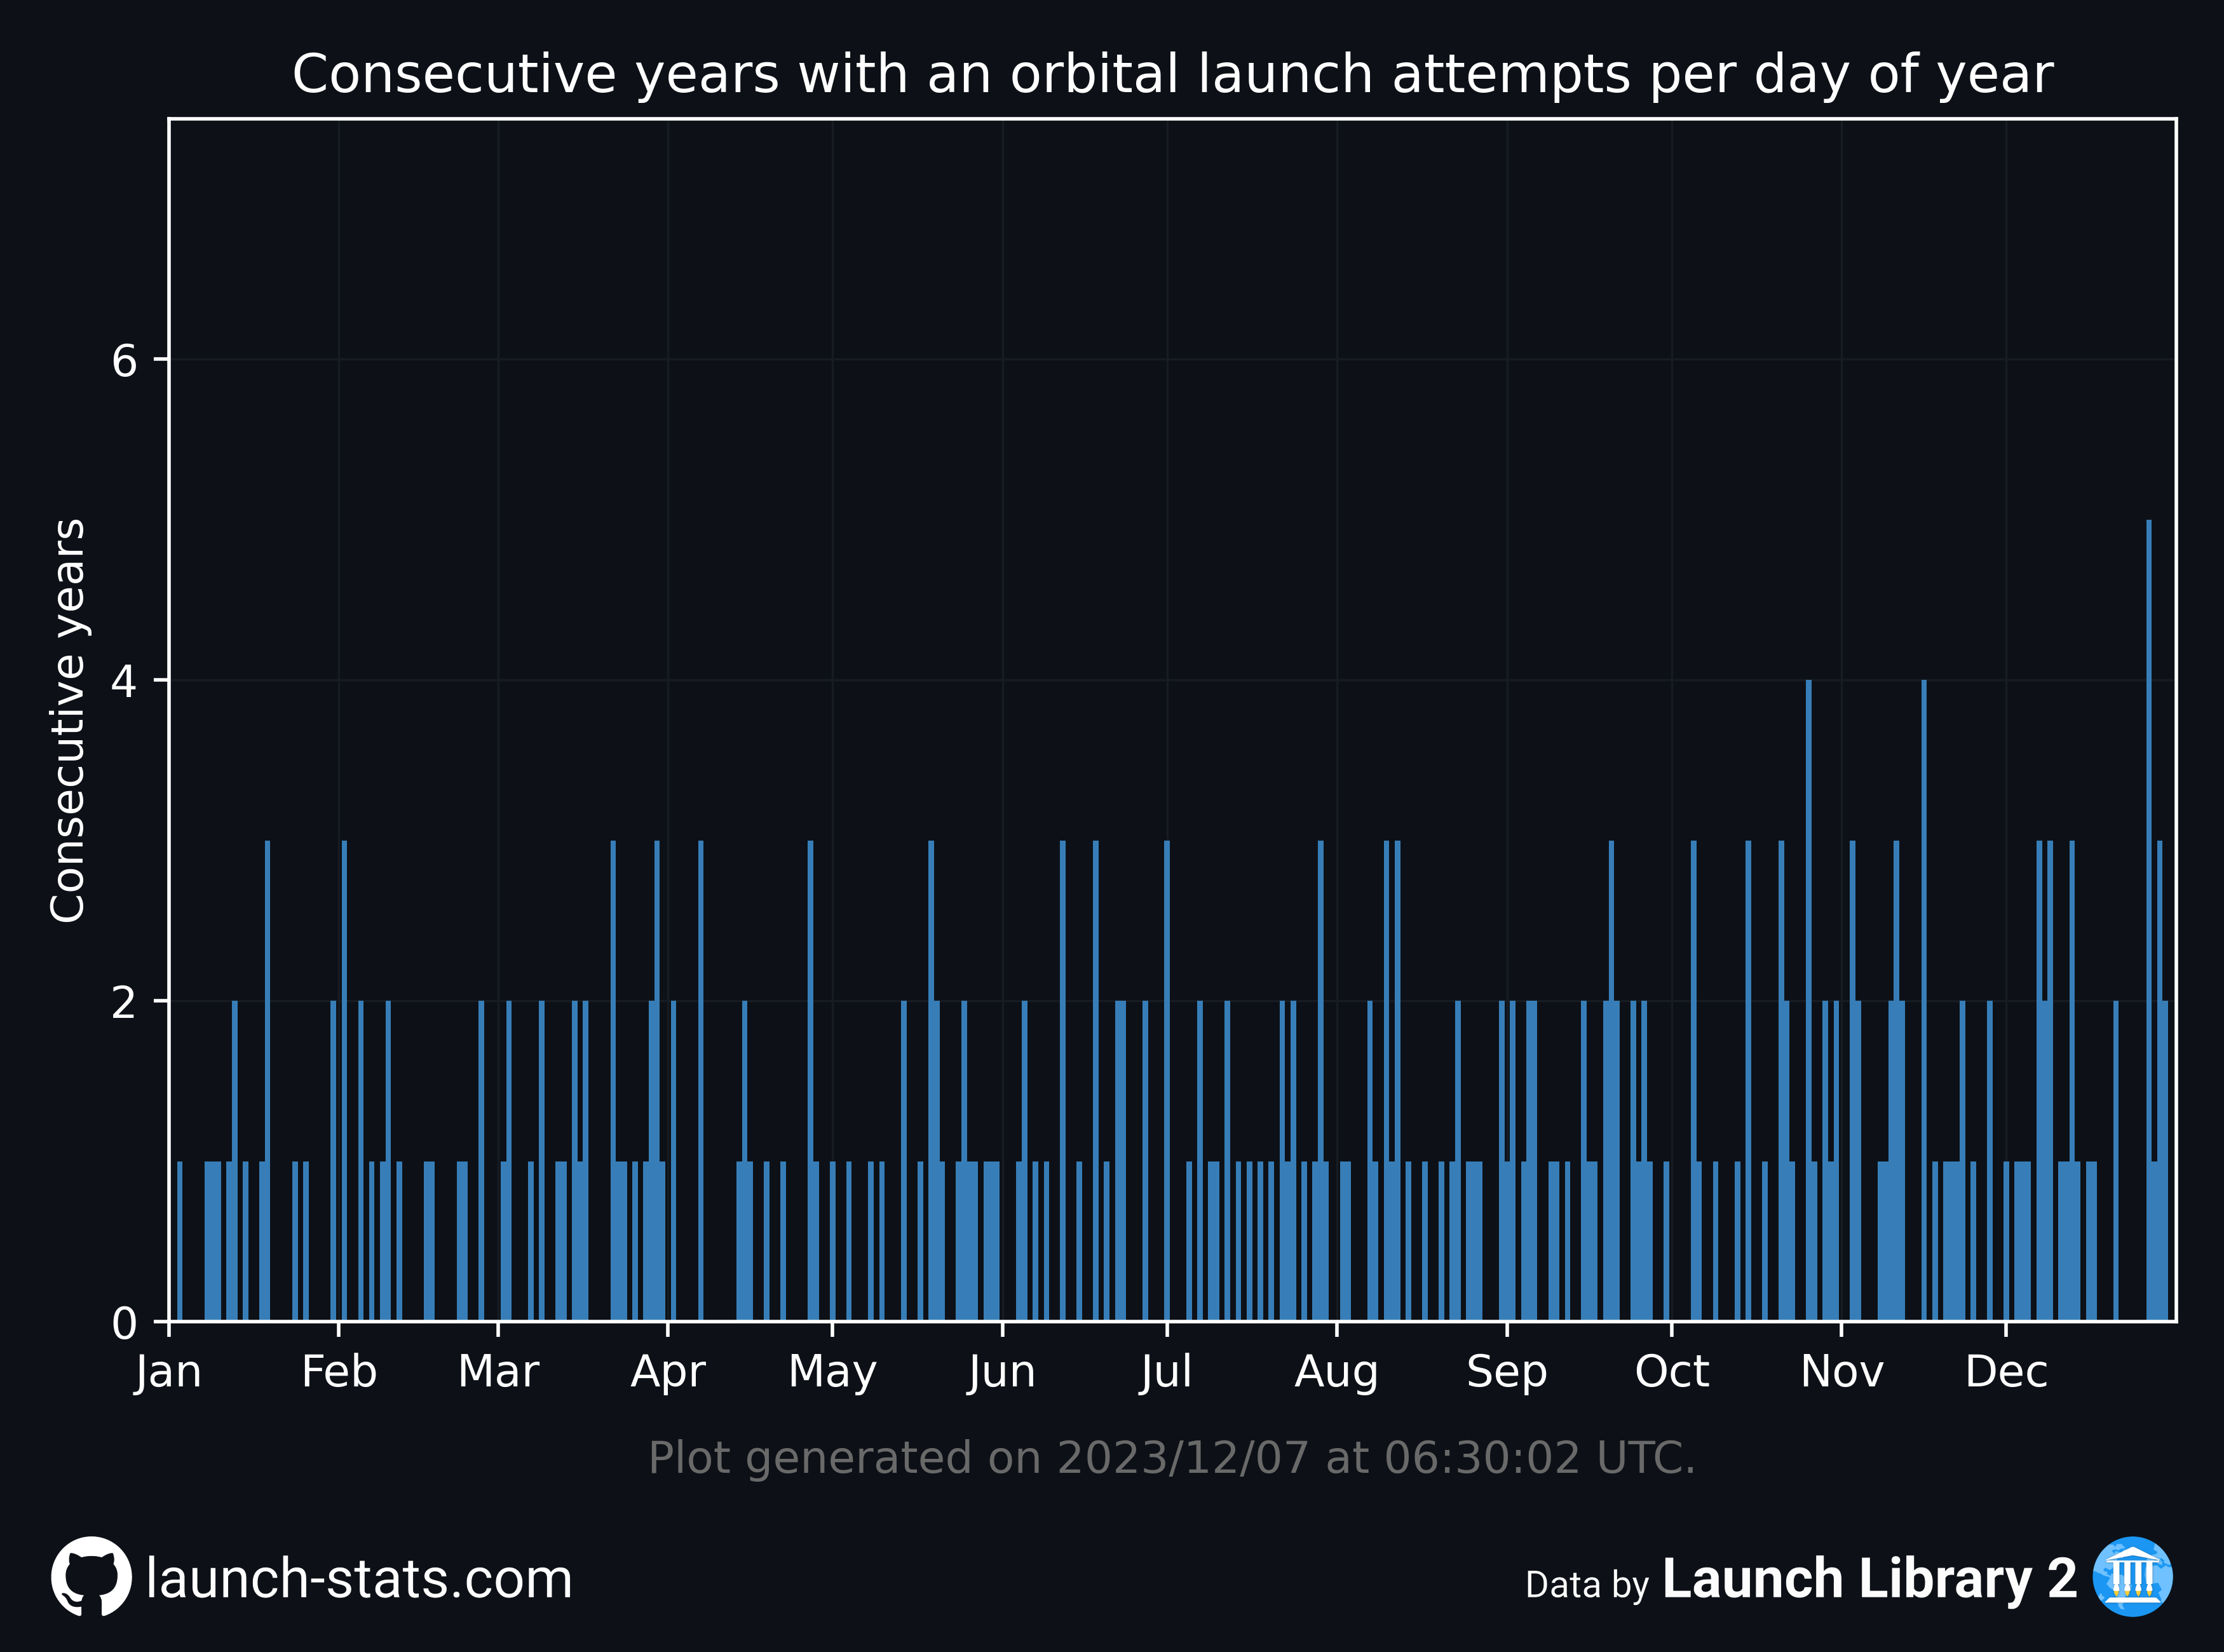 Consecutive years with an orbital launch attempts per day of year
Consecutive years
6
4
2
0
Jan Feb Mar Apr May Jun Jul Aug Sep Oct Nov Dec
Plot generated on 2023/12/07 at 06:30:02 UTC.
launch-stats.com
Data by Launch Library 2